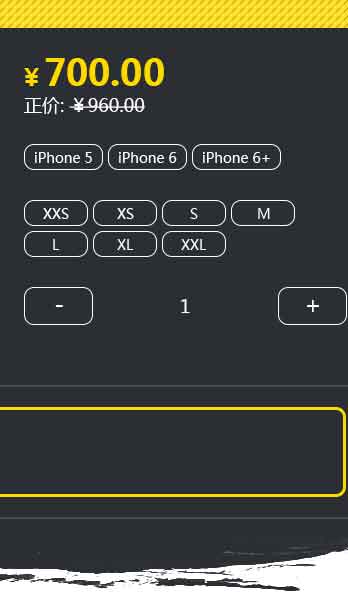 ¥ 700.00
正价: ¥960.00
iPhone 5 iPhone 6 iPhone 6+
XXS XS S M
L XL XXL
- 1 +